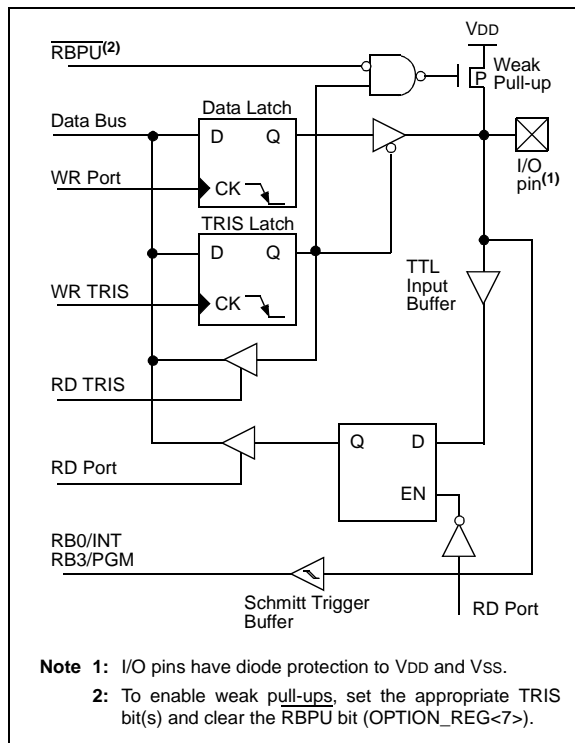 VDD
RBPU(2)
Weak
P
Pull-up
Data Latch
Data Bus
D Q
I/O
pin(1)
WR Port
CK
TRIS Latch
D Q
TTL
Input
Buffer
WR TRIS
CK
RD TRIS
Q D
RD Port
EN
RB0/INT
RB3/PGM
Schmitt Trigger
Buffer
RD Port
Note 1: I/O pins have diode protection to VDD and VSS.
2: To enable weak pull-ups, set the appropriate TRIS
bit(s) and clear the RBPU bit (OPTION_REG<7>).